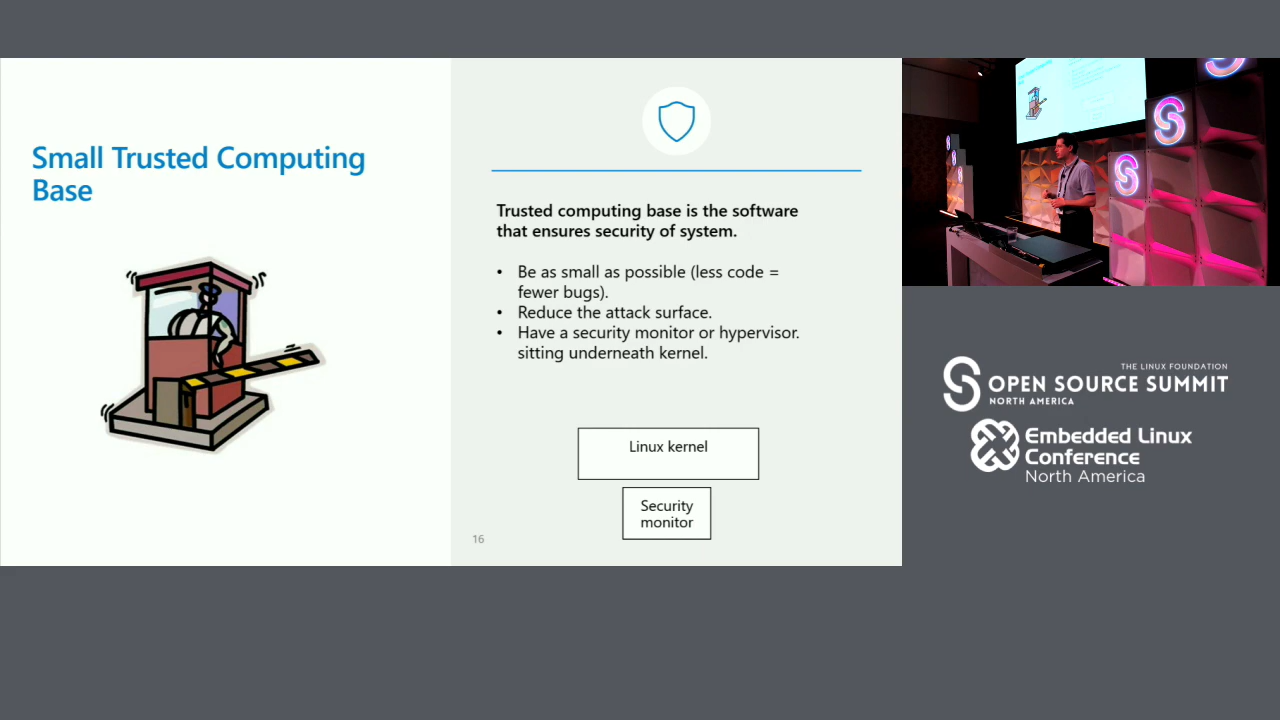 Small Trusted Computing
Base
Trusted computing base is the software
that ensures security of system.
• Be as small as possible (less code =
fewer bugs).
• Reduce the attack surface.
• Have a security monitor or hypervisor.
sitting underneath kernel.
Linux kernel
Security
monitor
16
THE LINUX FOUNDATION
OPEN SOURCE SUMMIT
NORTH AMERICA
Embedded Linux
Conference
North America